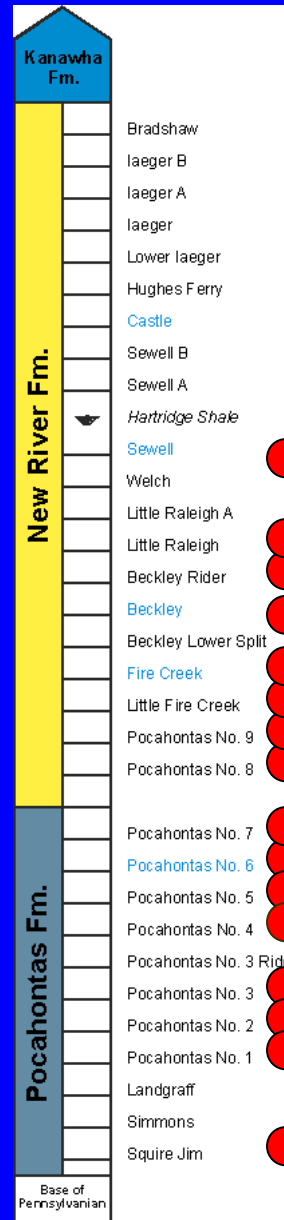 Kanawha
Fm.
Bradshaw
Iaeger B
Iaeger A
Iaeger
Lower Iaeger
Hughes Ferry
Castle
Sewell B
Sewell A
Hartridge Shale
Sewell
Welch
Little Raleigh A
Little Raleigh
Beckley Rider
Beckley
Beckley Lower Split
Fire Creek
Little Fire Creek
Pocahontas No. 9
Pocahontas No. 8
New River Fm.
Pocahontas No. 7
Pocahontas No. 6
Pocahontas No. 5
Pocahontas No. 4
Pocahontas No. 3 Rid
Pocahontas No. 3
Pocahontas No. 2
Pocahontas No. 1
Landgraff
Simmons
Squire Jim
Pocahontas Fm.
Base of
Pennsylvanian